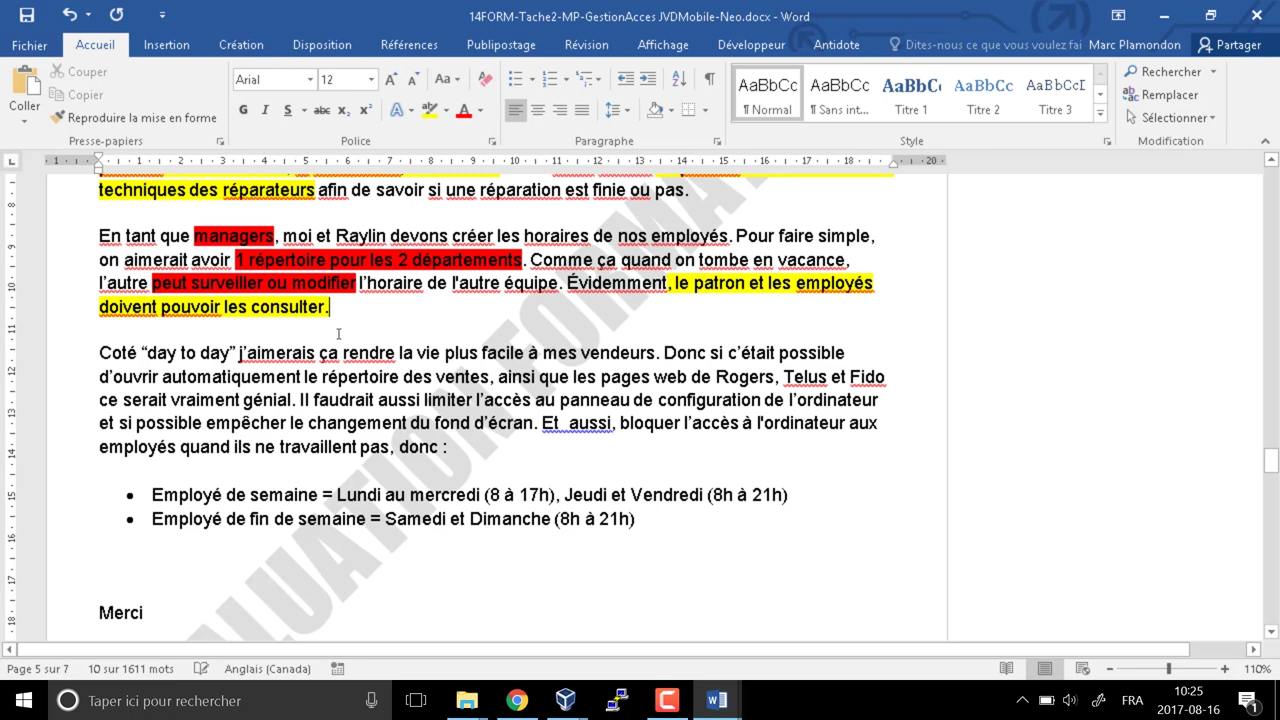 14FORM-Tache2-MP-GestionAcces JVDMobile-Neo.docx - Word
Fichier Accueil Insertion Création Disposition Références Publipostage Révision Affichage Développeur Antidote Dites-nous ce que vous voulez fai Marc Plamondon Partager
Coller
Couper
Copier
Reproduire la mise en forme
Presse-papiers
Arial 12
G I S abc x₂ x²
Police
Paragraphe
AaBbCc ¶ Normal
AaBbCc ¶ Sans int...
AaBbC Titre 1
AaBbCc Titre 2
AaBbCcI Titre 3
Style
Rechercher
Remplacer
Sélectionner
Modification
techniques des réparateurs afin de savoir si une réparation est finie ou pas.
En tant que managers, moi et Raylin devons créer les horaires de nos employés. Pour faire simple,
on aimerait avoir 1 répertoire pour les 2 départements. Comme ça quand on tombe en vacance,
l'autre peut surveiller ou modifier l'horaire de l'autre équipe. Évidemment, le patron et les employés
doivent pouvoir les consulter.
Coté “day to day” j'aimerais ça rendre la vie plus facile à mes vendeurs. Donc si c'était possible
d'ouvrir automatiquement le répertoire des ventes, ainsi que les pages web de Rogers, Telus et Fido
ce serait vraiment génial. Il faudrait aussi limiter l'accès au panneau de configuration de l'ordinateur
et si possible empêcher le changement du fond d'écran. Et aussi, bloquer l'accès à l'ordinateur aux
employés quand ils ne travaillent pas, donc :
• Employé de semaine = Lundi au mercredi (8 à 17h), Jeudi et Vendredi (8h à 21h)
• Employé de fin de semaine = Samedi et Dimanche (8h à 21h)
Merci
Page 5 sur 7 10 sur 1611 mots Anglais (Canada) 110%
Taper ici pour rechercher
FRA
10:25
2017-08-16
1